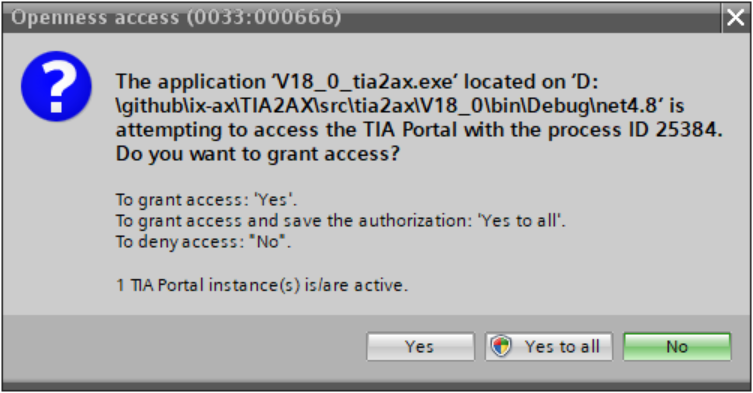 Openness access (0033:000666)
The application 'V18_0_tia2ax.exe' located on 'D:
\github\ix-ax\TIA2AX\src\tia2ax\V18_0\bin\Debug\net4.8' is
attempting to access the TIA Portal with the process ID 25384.
Do you want to grant access?
To grant access: 'Yes'.
To grant access and save the authorization: 'Yes to all'.
To deny access: "No".
1 TIA Portal instance(s) is/are active.
Yes
Yes to all
No